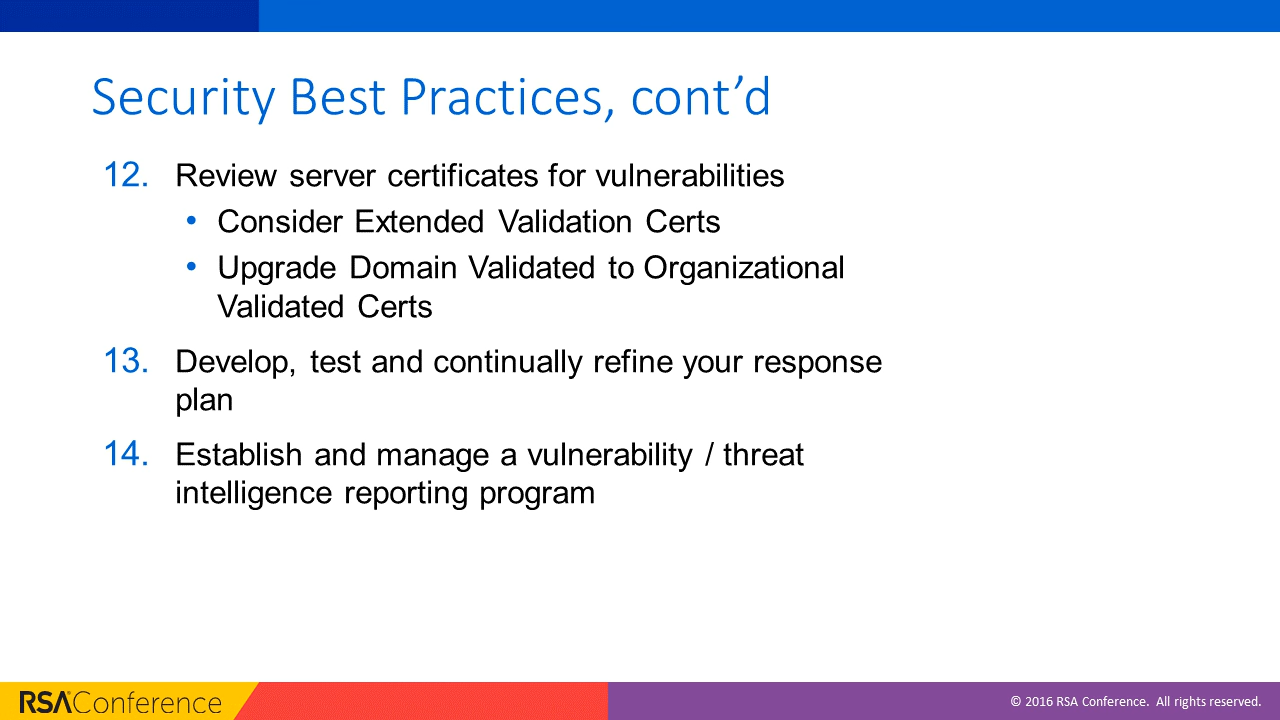 Security Best Practices, cont’d
12. Review server certificates for vulnerabilities
• Consider Extended Validation Certs
• Upgrade Domain Validated to Organizational
Validated Certs
13. Develop, test and continually refine your response
plan
14. Establish and manage a vulnerability / threat
intelligence reporting program
RSAConference
© 2016 RSA Conference. All rights reserved.